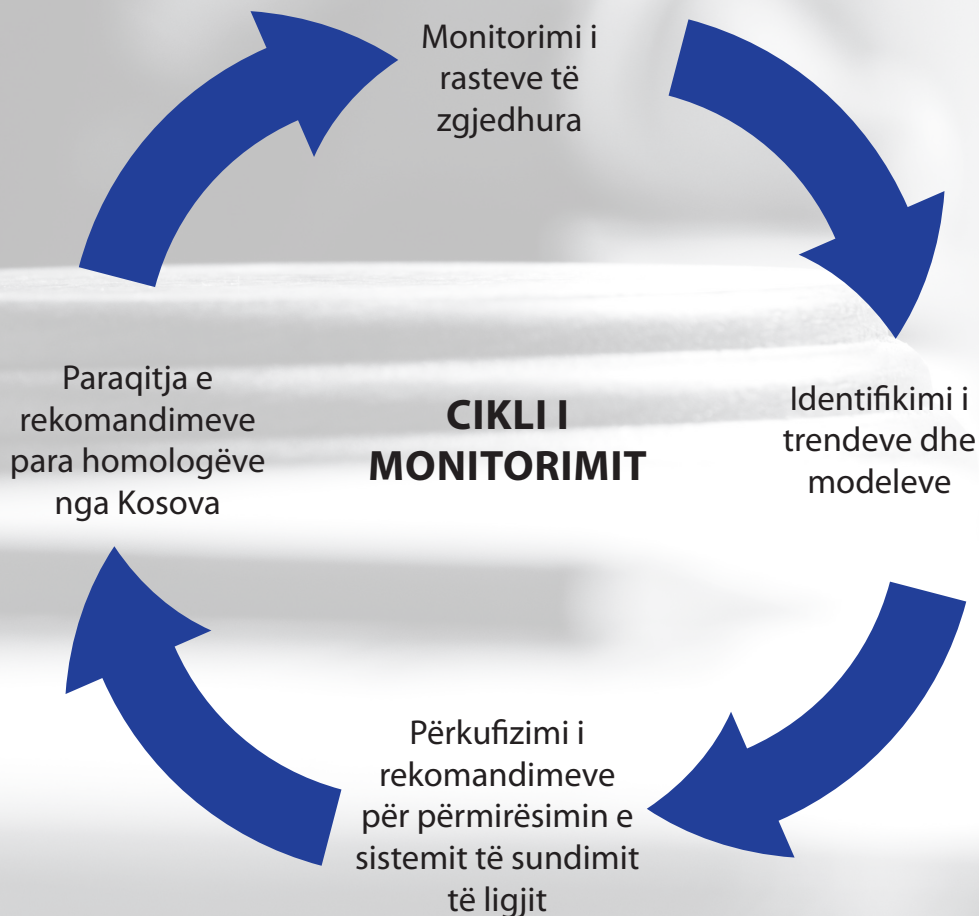 Monitorimi i
rasteve të
zgjedhura
Identifikimi i
trendeve dhe
modeleve
Përkufizimi i
rekomandimeve
për përmirësimin e
sistemit të sundimit
të ligjit
Paraqitja e
rekomandimeve
para homologëve
nga Kosova
CIKLI I
MONITORIMIT